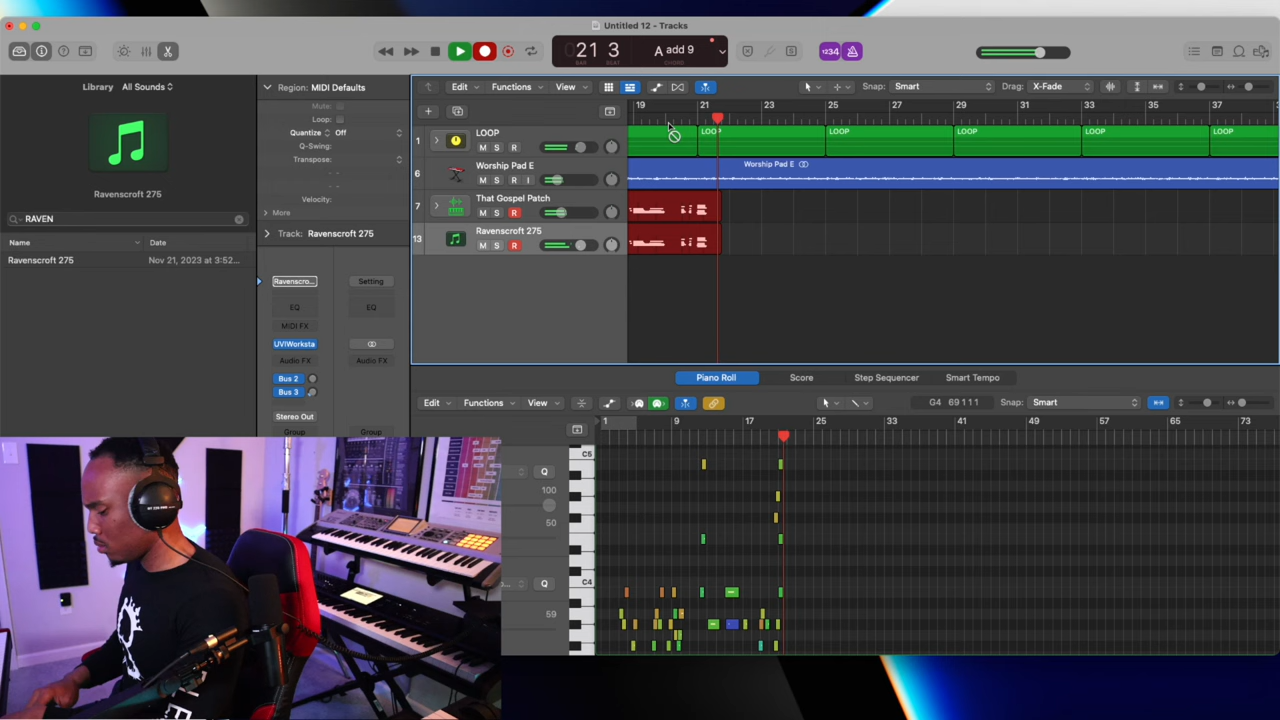 Untitled 12 - Tracks
21 3
BAR BEAT
A add 9
CHORD
1234
Library All Sounds
Ravenscroft 275
RAVEN
Name Date
Ravenscroft 275 Nov 21, 2023 at 3:52...
Region: MIDI Defaults
Mute:
Loop:
Quantize Off
Q-Swing:
Transpose:
Velocity:
More
Track: Ravenscroft 275
Ravenscro... Setting
EQ EQ
MIDI FX
UVIWorksta
Audio FX Audio FX
Bus 2
Bus 3
Stereo Out
Group Group
Edit Functions View
Snap: Smart
Drag: X-Fade
19 21 23 25 27 29 31 33 35 37
1 LOOP
M S R
6 Worship Pad E
M S R I
7 That Gospel Patch
M S R
13 Ravenscroft 275
M S R
LOOP LOOP LOOP LOOP LOOP
Worship Pad E
Piano Roll Score Step Sequencer Smart Tempo
Edit Functions View
G4 69 1 1 1
Snap: Smart
1 9 17 25 33 41 49 57 65 73
Q
100
50
Q
59
C5
C4